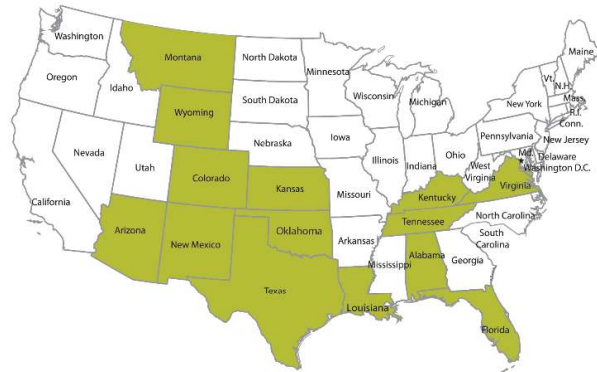 Washington
Montana
North Dakota
Minnesota
Maine
Oregon
Idaho
Wyoming
South Dakota
Wisconsin
Michigan
Vt.
N.H.
New York
Mass.
R.I.
Conn.
Nevada
Utah
Colorado
Nebraska
Iowa
Illinois
Indiana
Ohio
Pennsylvania
New Jersey
Md.
Delaware
Washington D.C.
West
Virginia
Virginia
California
Kansas
Missouri
Kentucky
Arizona
New Mexico
Oklahoma
Arkansas
Tennessee
North Carolina
South
Carolina
Texas
Louisiana
Mississippi
Alabama
Georgia
Florida